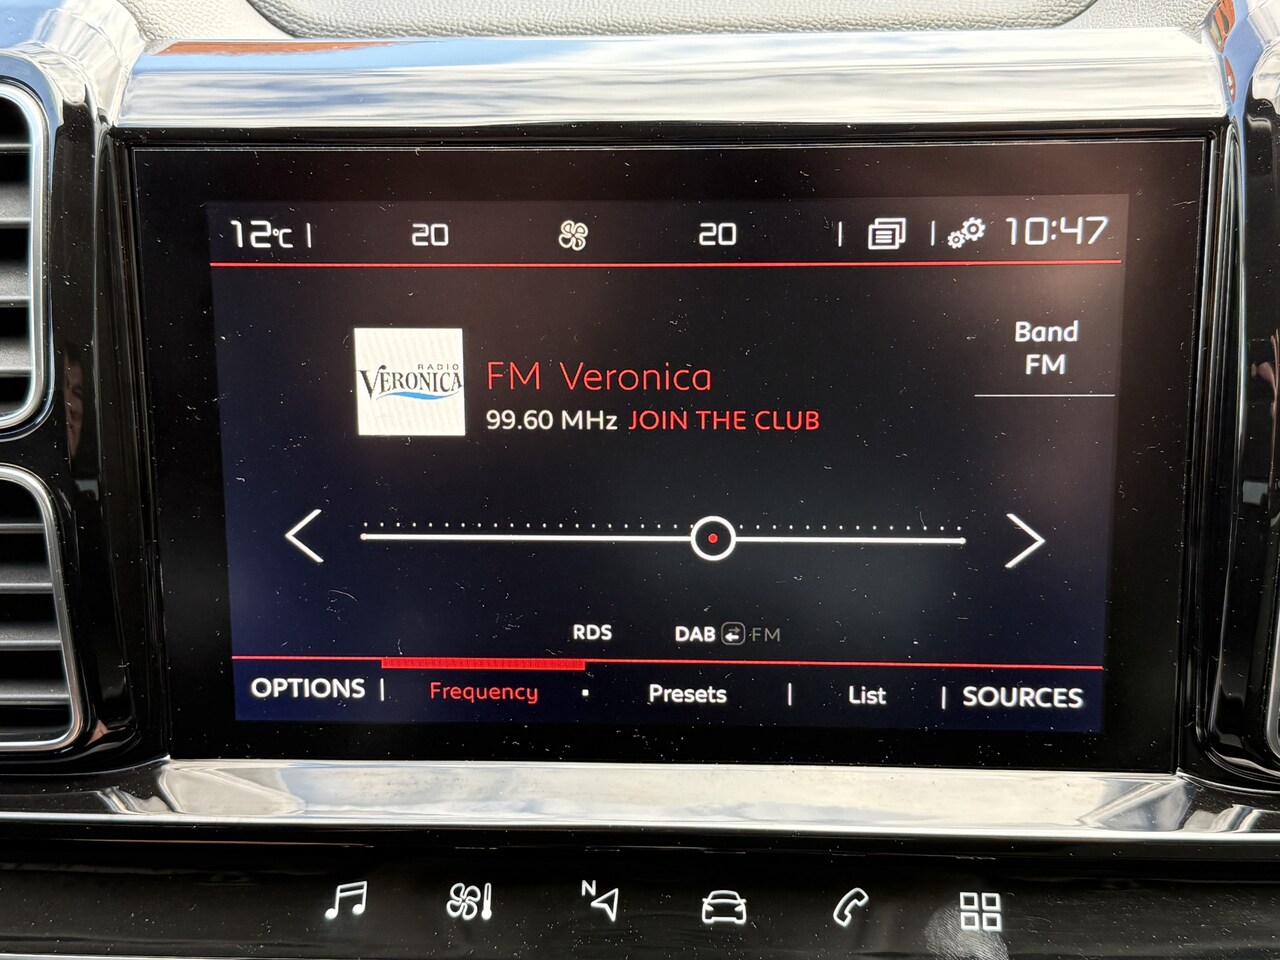 12°C | 20 20 | | 10:47
Band
FM
RADIO
VERONICA
FM Veronica
99.60 MHz JOIN THE CLUB
RDS DAB FM
OPTIONS | Frequency Presets | List | SOURCES
N